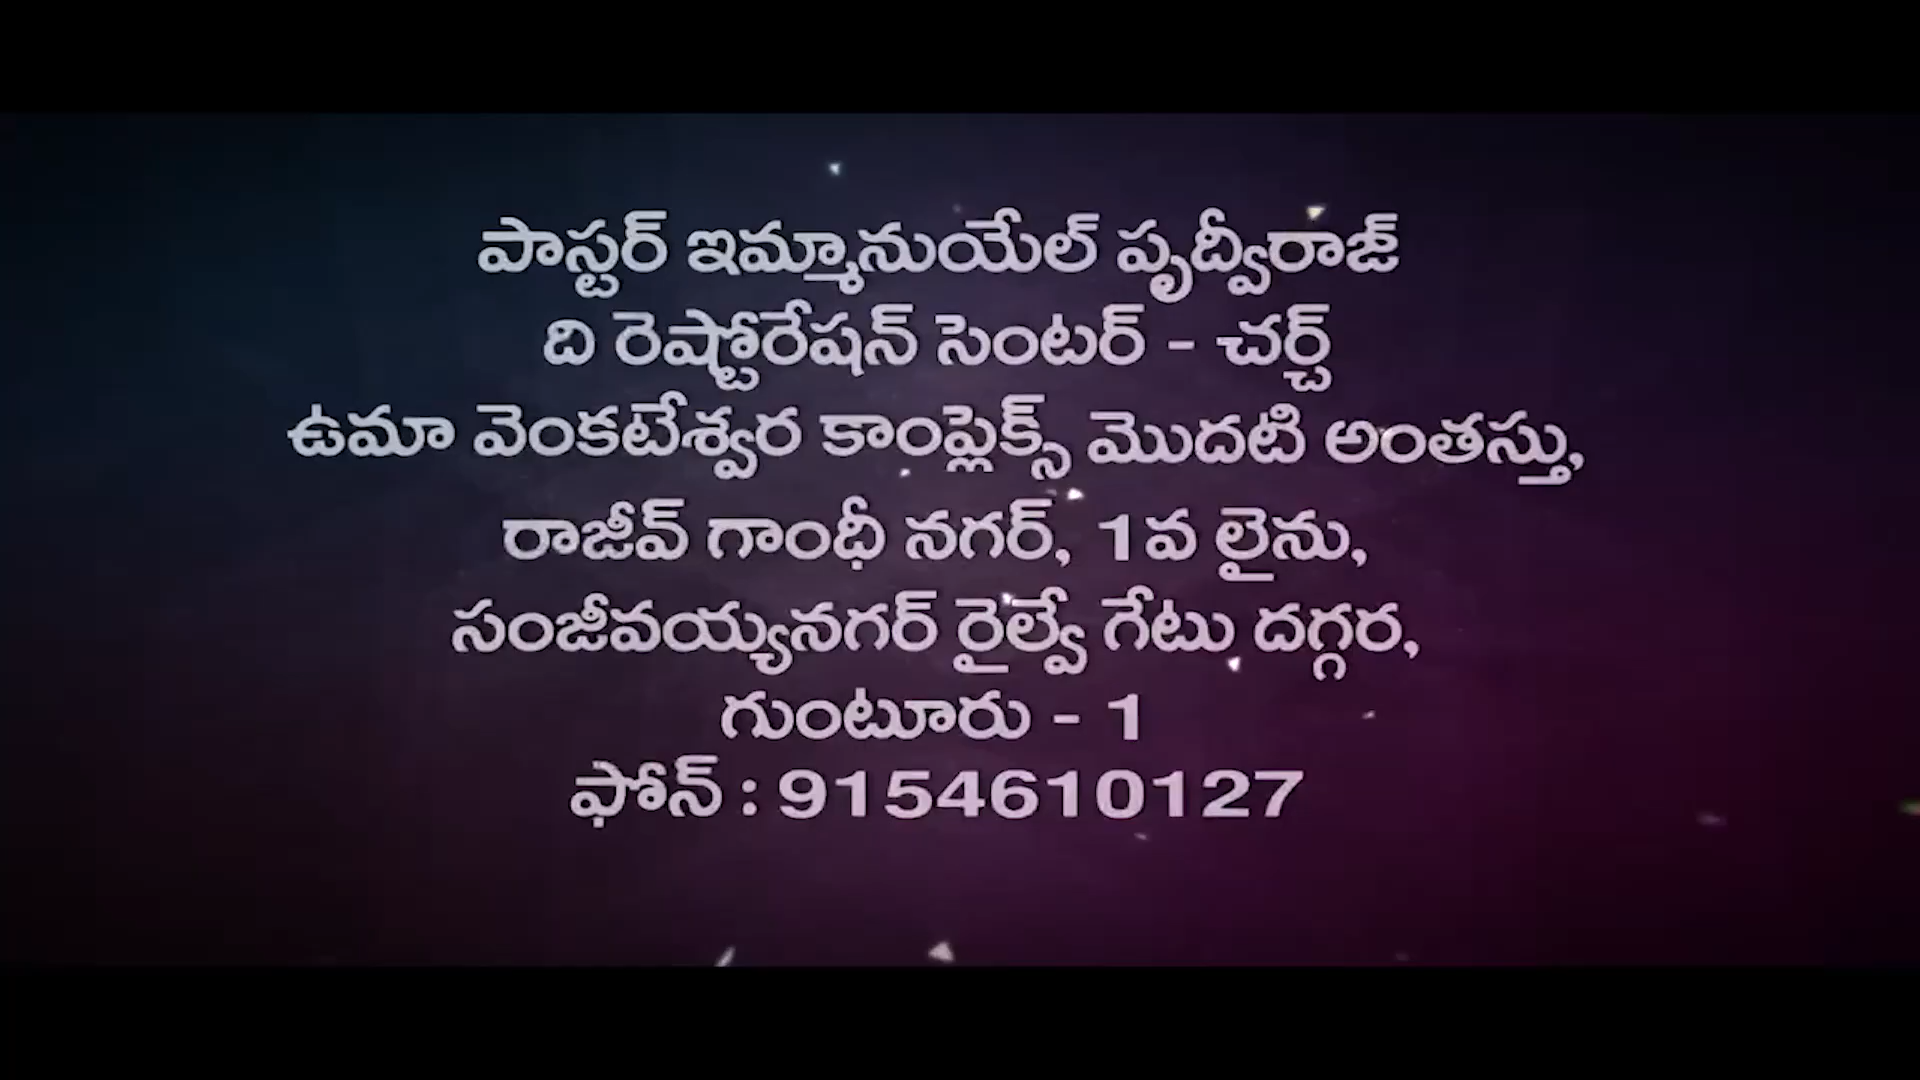 పాస్టర్ ఇమ్మానుయేల్ పృద్వీరాజ్
ది రెష్టోరేషన్ సెంటర్ - చర్చ్
ఉమా వెంకటేశ్వర కాంప్లెక్స్ మొదటి అంతస్తు,
రాజీవ్ గాంధీ నగర్, 1వ లైను,
సంజీవయ్యనగర్ రైల్వే గేటు దగ్గర,
గుంటూరు - 1
ఫోన్ : 9154610127